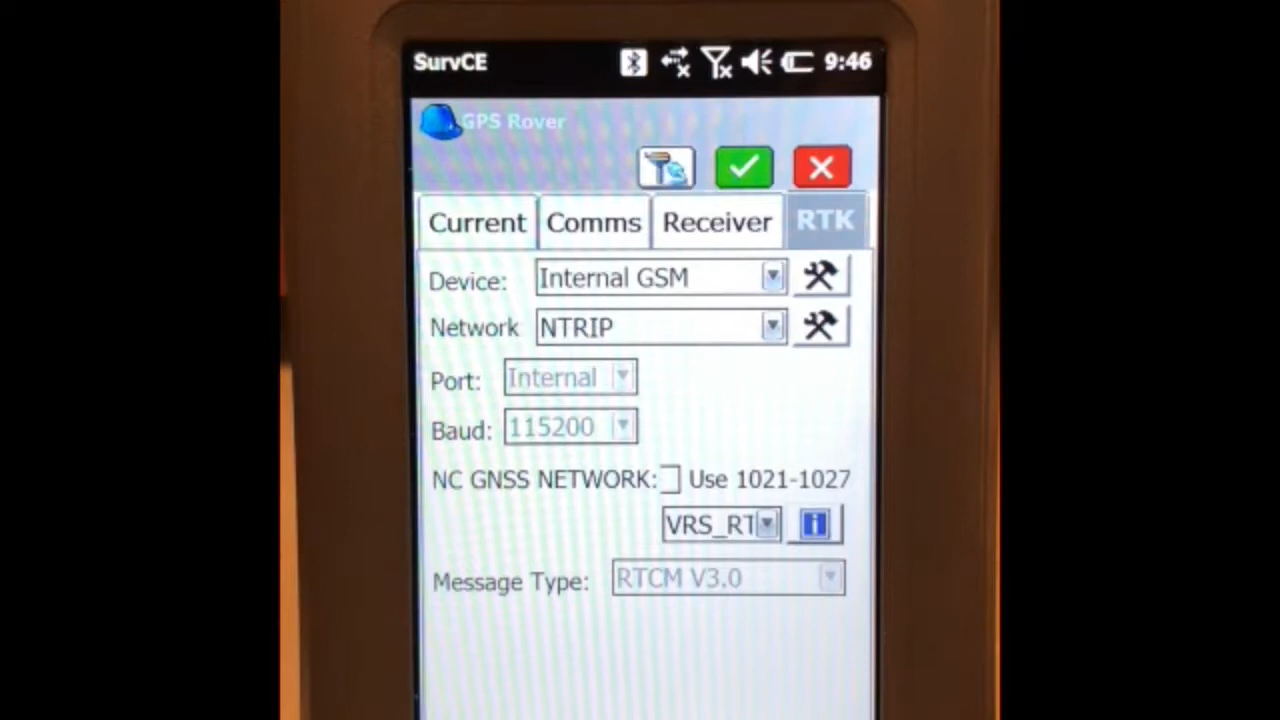 SurvCE 9:46
GPS Rover
Current Comms Receiver RTK
Device: Internal GSM
Network NTRIP
Port: Internal
Baud: 115200
NC GNSS NETWORK: Use 1021-1027
VRS_RT
Message Type: RTCM V3.0